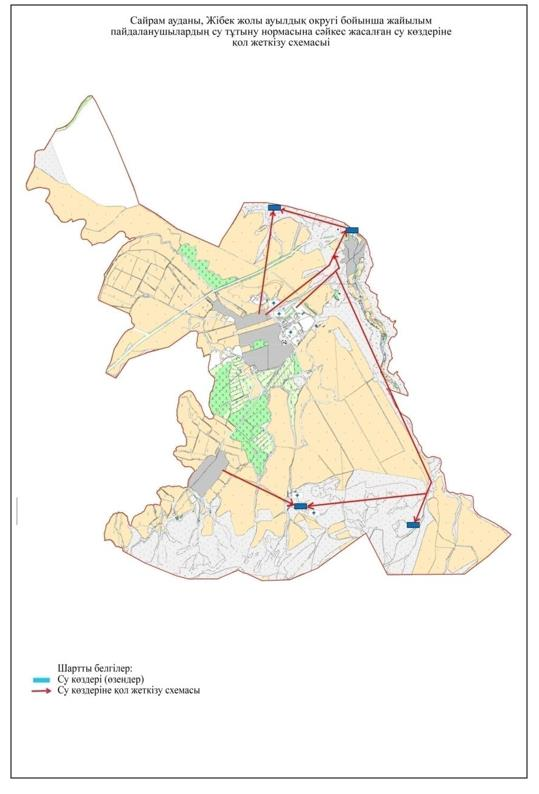 Сайрам ауданы, Жібек жолы ауылдық округі бойынша жайылым
пайдаланушылардың су тұтыну нормасына сәйкес жасалған су көздеріне
қол жеткізу схемасыі
Шартты белгілер:
Су көздері (өзендер)
Су көздеріне қол жеткізу схемасы